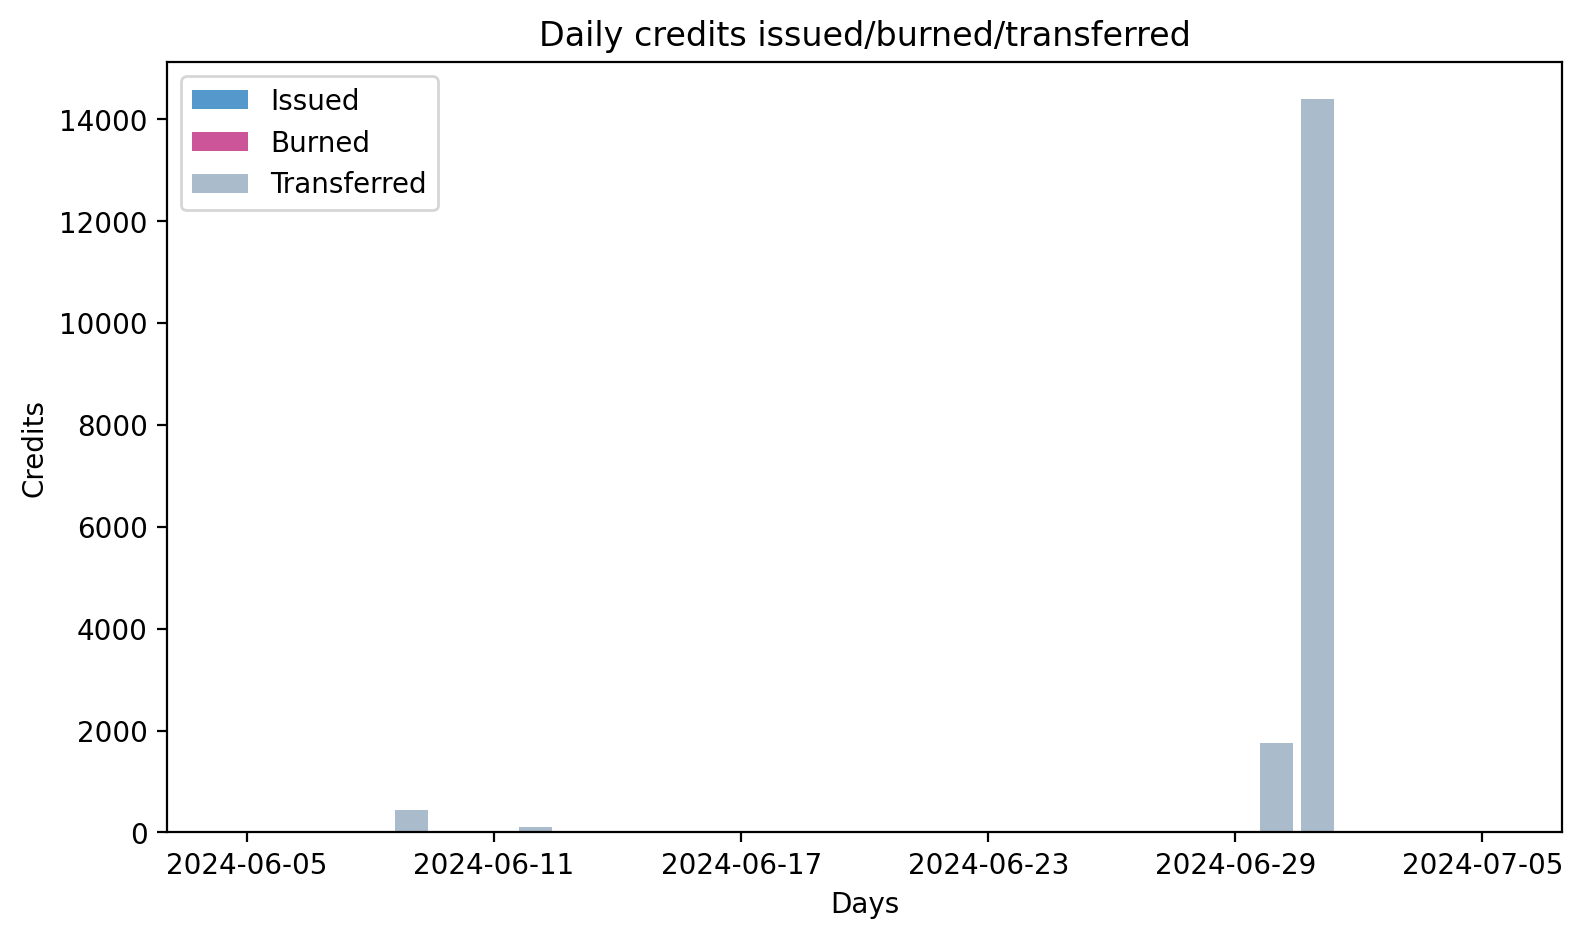 Daily credits issued/burned/transferred
Issued
Burned
Transferred
14000
12000
10000
8000
6000
4000
2000
0
Credits
2024-06-05
2024-06-11
2024-06-17
2024-06-23
2024-06-29
2024-07-05
Days